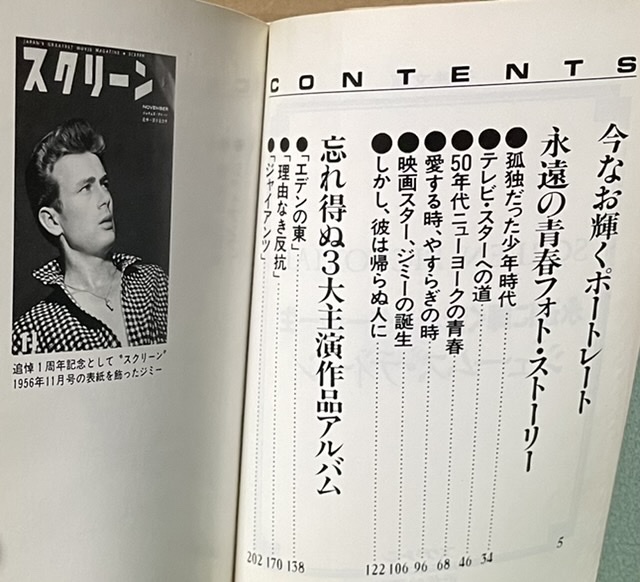 JAPAN'S GREATEST MOVIE MAGAZINE ★ SCREEN
スクリーン
NOVEMBER
追悼1周年記念として“スクリーン”
1956年11月号の表紙を飾ったジミー
CONTENTS
今なお輝くポートレート 5
永遠の青春フォト・ストーリー
●孤独だった少年時代 34
●テレビ・スターへの道 46
●50年代ニューヨークの青春 68
●愛する時、やすらぎの時 96
●映画スター、ジミーの誕生 106
●しかし、彼は帰らぬ人に 122
忘れ得ぬ3大主演作品アルバム
●「エデンの東」 138
●「理由なき反抗」 170
●「ジャイアンツ」 202